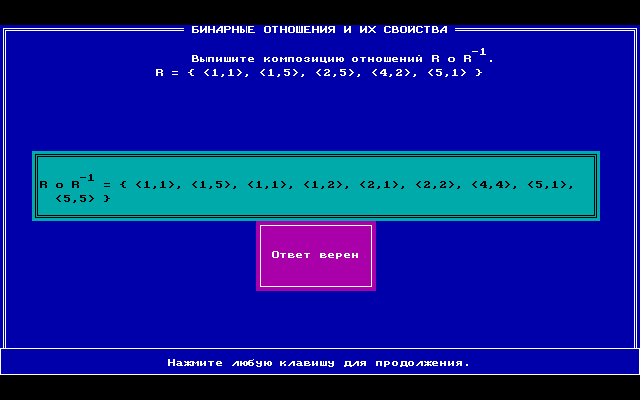 БИНАРНЫЕ ОТНОШЕНИЯ И ИХ СВОЙСТВА
Выпишите композицию отношений R o R⁻¹.
R = { <1,1>, <1,5>, <2,5>, <4,2>, <5,1> }
R o R⁻¹ = { <1,1>, <1,5>, <1,1>, <1,2>, <2,1>, <2,2>, <4,4>, <5,1>,
<5,5> }
Ответ верен
Нажмите любую клавишу для продолжения.